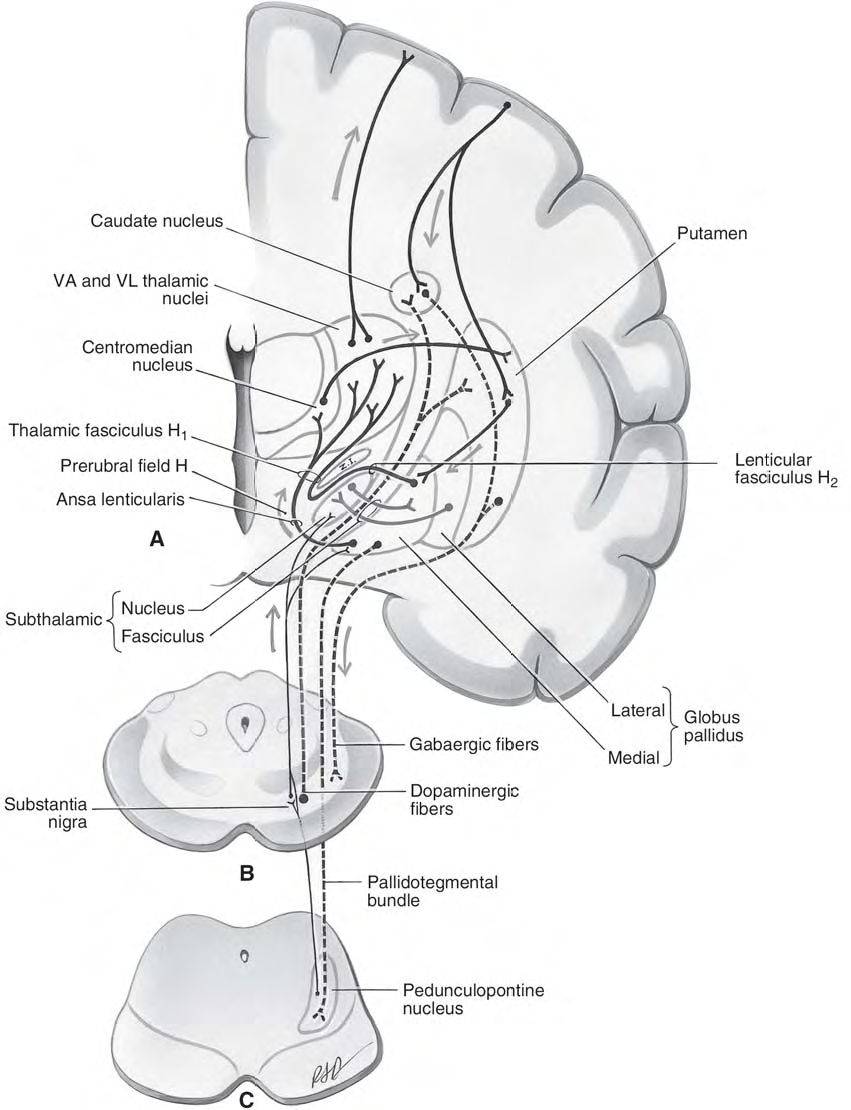 Caudate nucleus
Putamen
VA and VL thalamic
nuclei
Centromedian
nucleus
Thalamic fasciculus H1
Z.I.
Prerubral field H
Lenticular
fasciculus H2
Ansa lenticularis
A
Subthalamic
Nucleus
Fasciculus
Lateral
Medial
Globus
pallidus
Gabaergic fibers
Dopaminergic
fibers
Substantia
nigra
B
Pallidotegmental
bundle
Pedunculopontine
nucleus
C